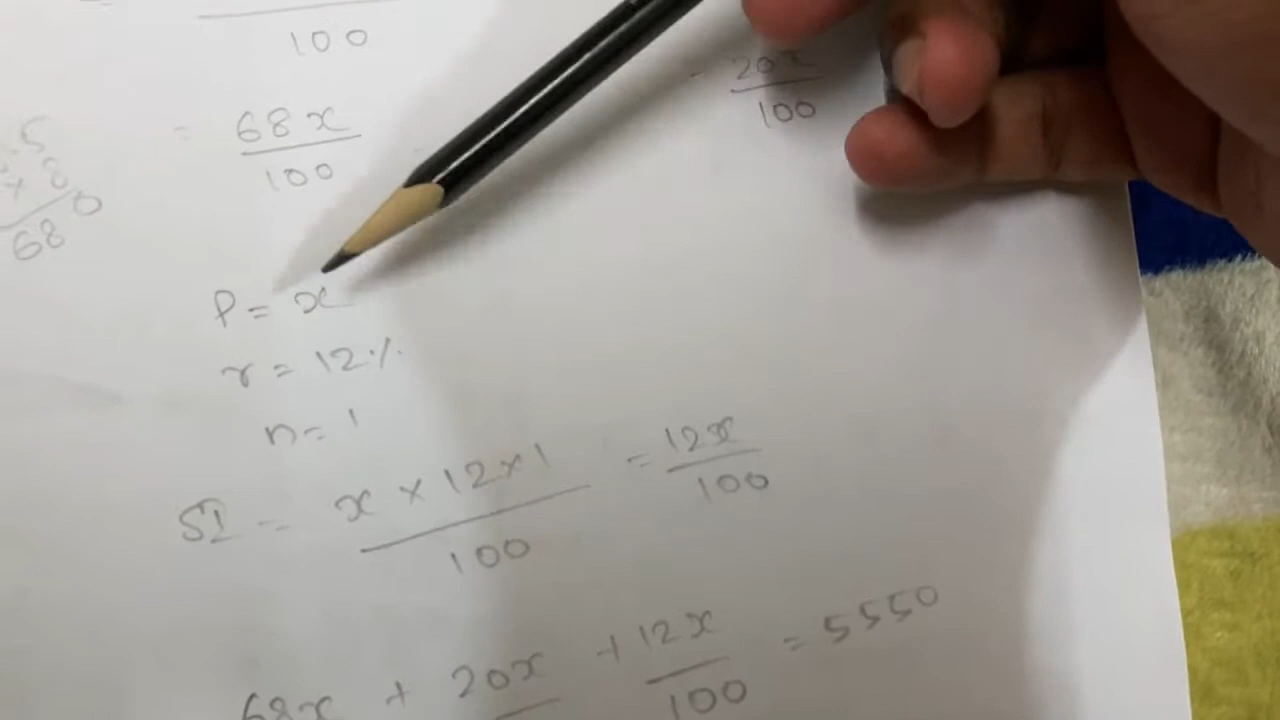 100
= 68x / 100
20x / 100
.5
x 8
680
P = x
r = 12%
n = 1
SI = x × 12 × 1 / 100 = 12x / 100
68x + 20x + 12x / 100 = 5550